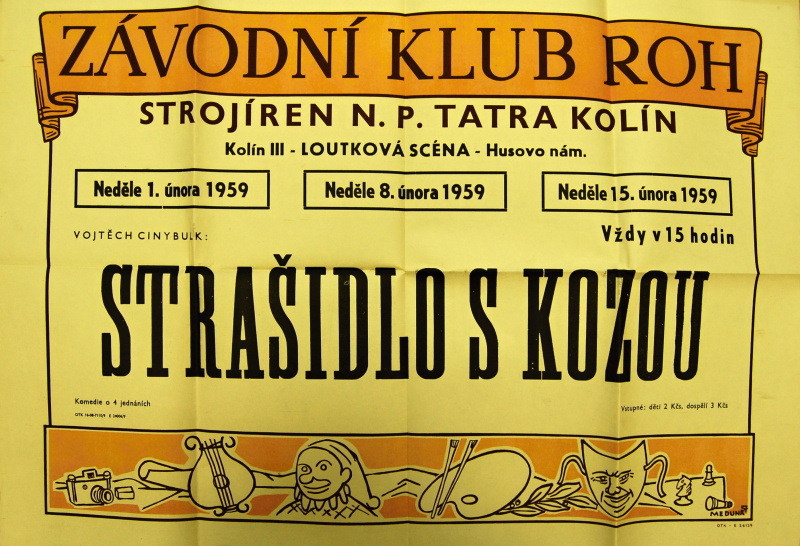 ZÁVODNÍ KLUB ROH
STROJÍREN N. P. TATRA KOLÍN
Kolín III - LOUTKOVÁ SCÉNA - Husovo nám.
Neděle 1. února 1959
Neděle 8. února 1959
Neděle 15. února 1959
VOJTĚCH CINYBULK:
Vždy v 15 hodin
STRAŠIDLO S KOZOU
Komedie o 4 jednáních
Vstupné: děti 2 Kčs, dospělí 3 Kčs
MEDUNA